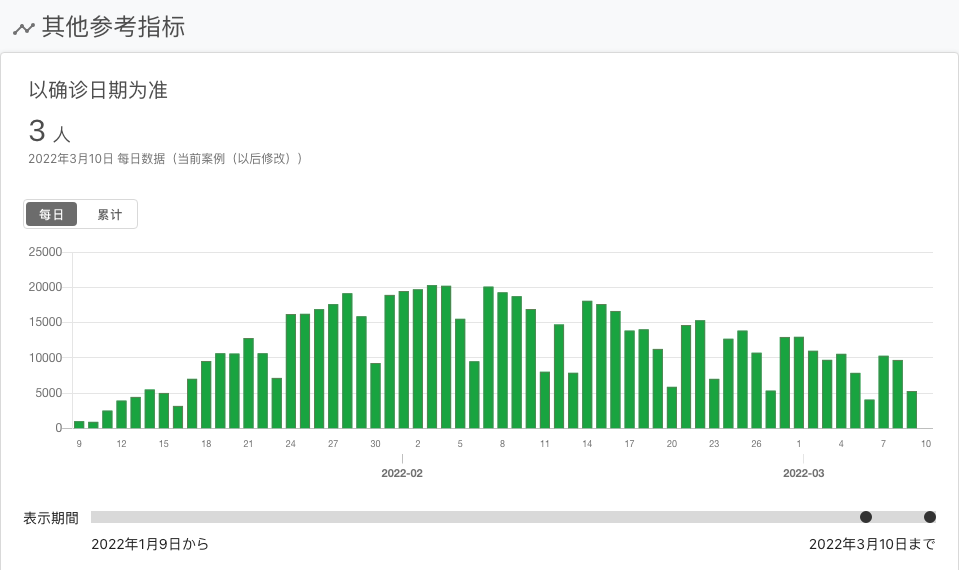 其他参考指标
以确诊日期为准
3 人
2022年3月10日 每日数据（当前案例（以后修改））
每日 累计
25000
20000
15000
10000
5000
0
9 12 15 18 21 24 27 30 2 5 8 11 14 17 20 23 26 1 4 7 10
2022-02 2022-03
表示期間
2022年1月9日から 2022年3月10日まで